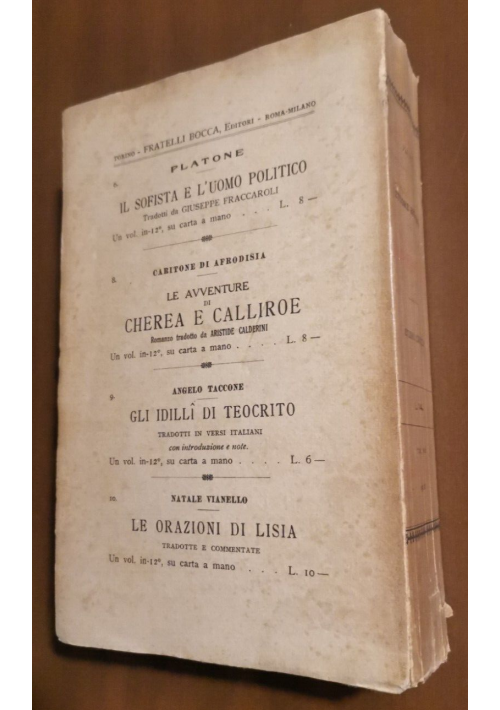 TORINO - FRATELLI BOCCA, EDITORI - ROMA-MILANO
PLATONE
IL SOFISTA E L'UOMO POLITICO
Tradotti da GIUSEPPE FRACCAROLI
Un vol. in-12°, su carta a mano . . . . L. 8 —
8.
CARITONE DI AFRODISIA
LE AVVENTURE
DI
CHEREA E CALLIROE
Romanzo tradotto da ARISTIDE CALDERINI
Un vol. in-12°, su carta a mano . . . . L. 8 —
9.
ANGELO TACCONE
GLI IDILLÎ DI TEOCRITO
TRADOTTI IN VERSI ITALIANI
con introduzione e note.
Un vol. in-12°, su carta a mano . . . . L. 6 —
10.
NATALE VIANELLO
LE ORAZIONI DI LISIA
TRADOTTE E COMMENTATE
Un vol. in-12°, su carta a mano . . . . L. 10 —